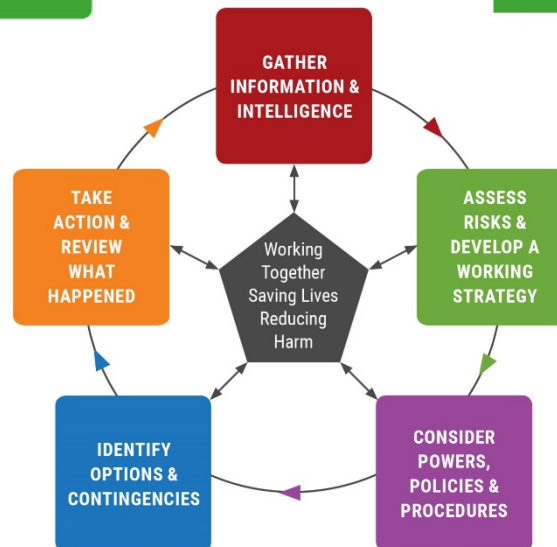 GATHER
INFORMATION &
INTELLIGENCE
ASSESS
RISKS &
DEVELOP A
WORKING
STRATEGY
CONSIDER
POWERS,
POLICIES &
PROCEDURES
IDENTIFY
OPTIONS &
CONTINGENCIES
TAKE
ACTION &
REVIEW
WHAT
HAPPENED
Working
Together
Saving Lives
Reducing
Harm